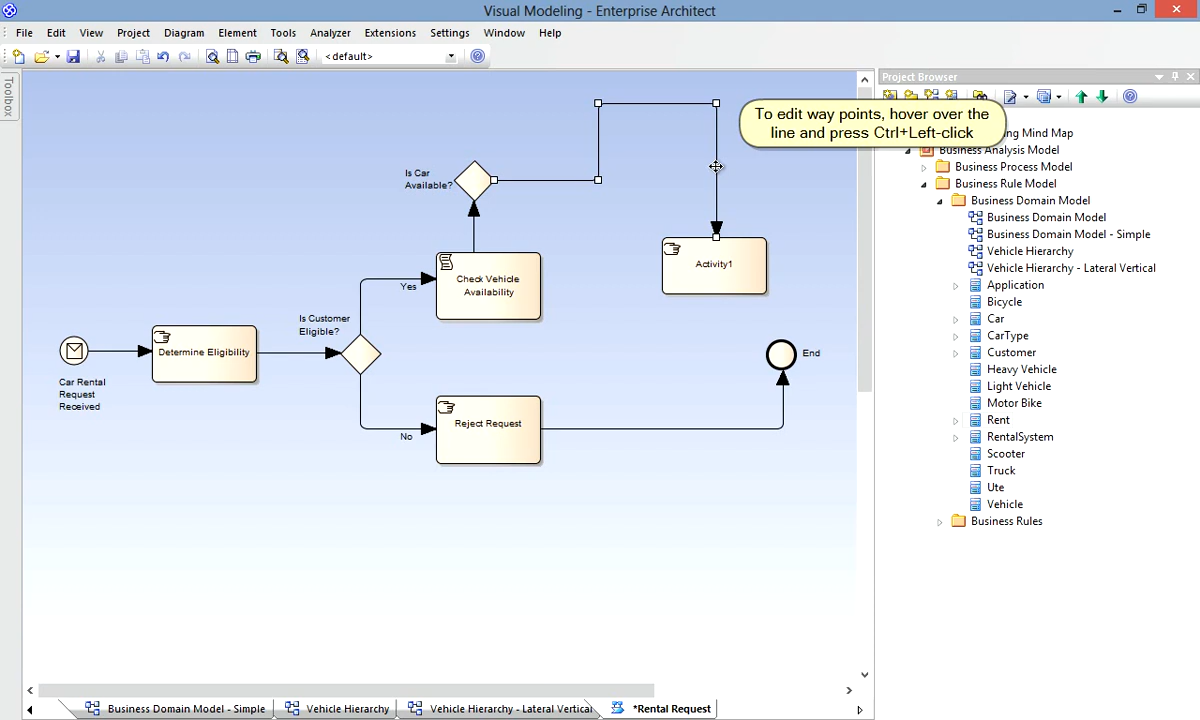 Visual Modeling - Enterprise Architect
File Edit View Project Diagram Element Tools Analyzer Extensions Settings Window Help
<default>
Toolbox
Project Browser
To edit way points, hover over the
line and press Ctrl+Left-click
Mind Map
Business Analysis Model
Business Process Model
Business Rule Model
Business Domain Model
Business Domain Model
Business Domain Model - Simple
Vehicle Hierarchy
Vehicle Hierarchy - Lateral Vertical
Application
Bicycle
Car
CarType
Customer
Heavy Vehicle
Light Vehicle
Motor Bike
Rent
RentalSystem
Scooter
Truck
Ute
Vehicle
Business Rules
Is Car
Available?
Activity1
Check Vehicle
Availability
Yes
Is Customer
Eligible?
Determine Eligibility
Car Rental
Request
Received
End
Reject Request
No
Business Domain Model - Simple
Vehicle Hierarchy
Vehicle Hierarchy - Lateral Vertical
*Rental Request